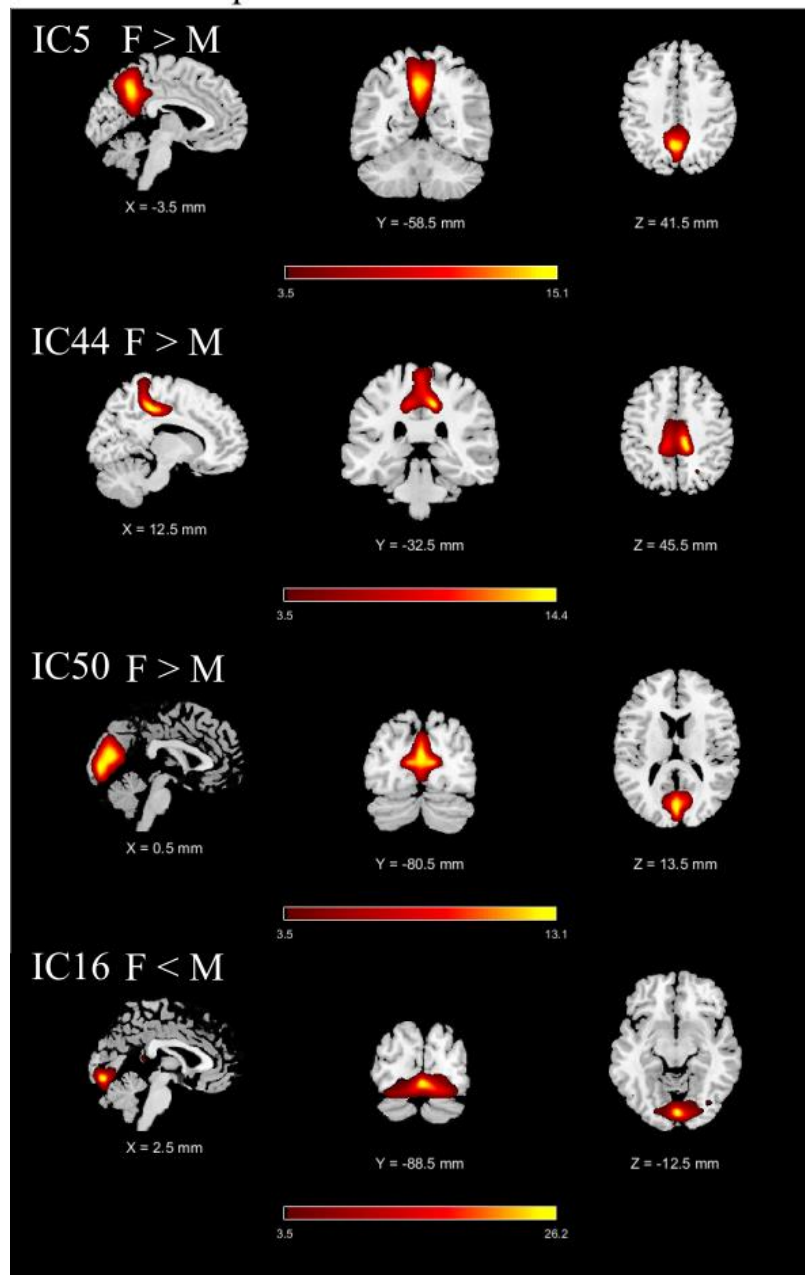 IC5 F > M
X = -3.5 mm
Y = -58.5 mm
Z = 41.5 mm
3.5 15.1
IC44 F > M
X = 12.5 mm
Y = -32.5 mm
Z = 45.5 mm
3.5 14.4
IC50 F > M
X = 0.5 mm
Y = -80.5 mm
Z = 13.5 mm
3.5 13.1
IC16 F < M
X = 2.5 mm
Y = -88.5 mm
Z = -12.5 mm
3.5 26.2